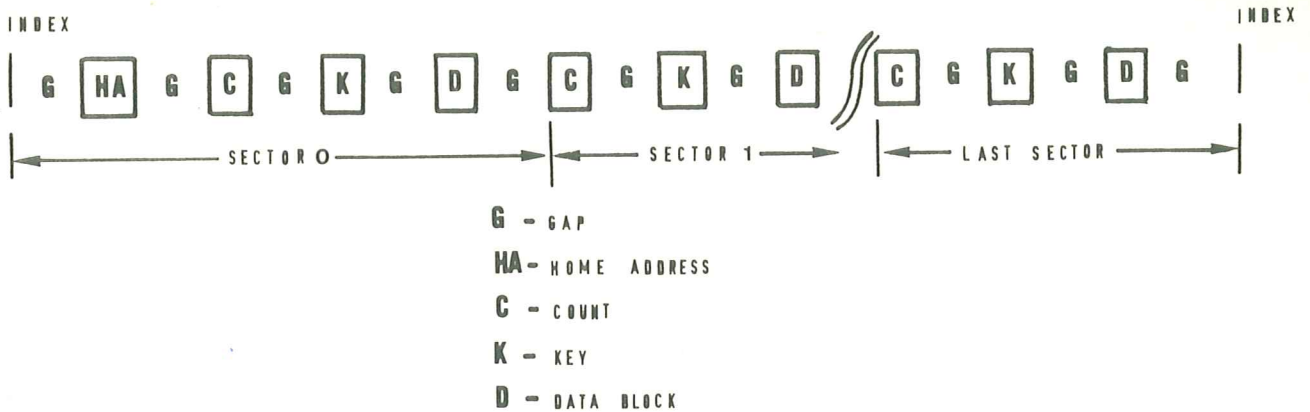 INDEX INDEX
G HA G C G K G D G C G K G D C G K G D G
SECTOR 0 SECTOR 1 LAST SECTOR
G - GAP
HA - HOME ADDRESS
C - COUNT
K - KEY
D - DATA BLOCK